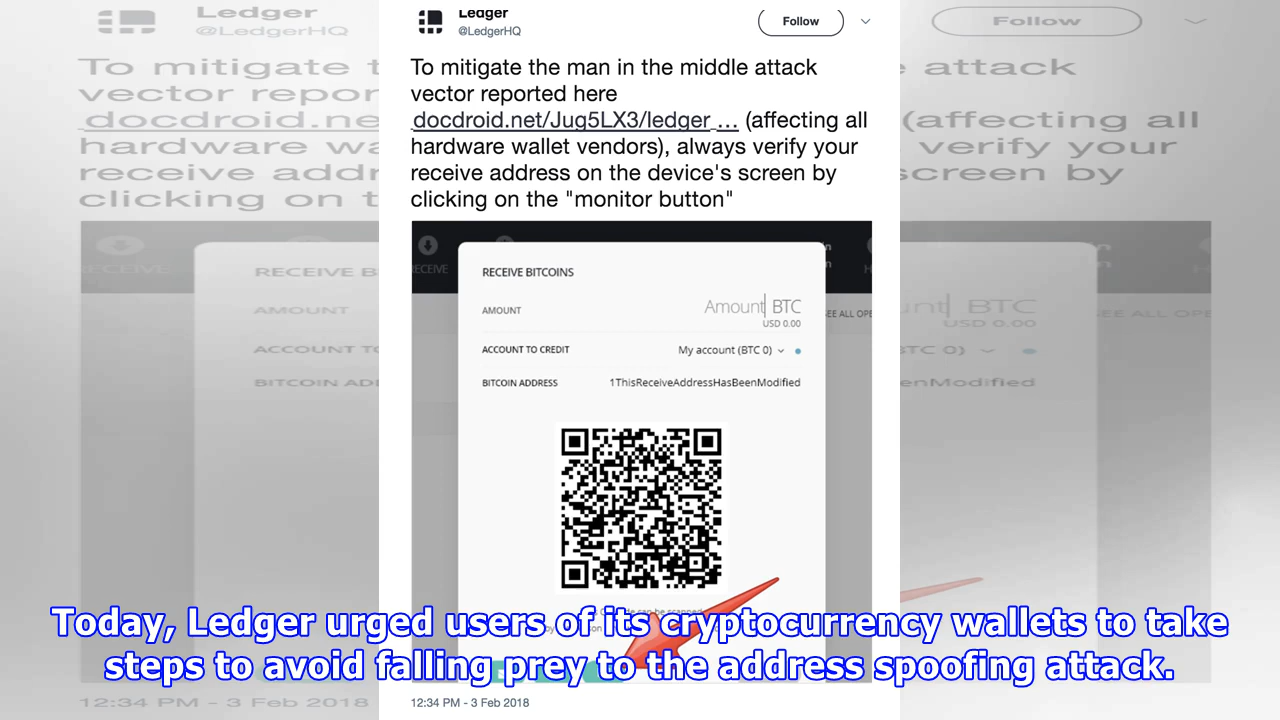 Ledger
@LedgerHQ
Follow
To mitigate the man in the middle attack
vector reported here
docdroid.net/Jug5LX3/ledger_... (affecting all
hardware wallet vendors), always verify your
receive address on the device's screen by
clicking on the "monitor button"
RECEIVE BITCOINS
AMOUNT
Amount BTC
USD 0.00
SEE ALL OPE
ACCOUNT TO CREDIT
My account (BTC 0)
BITCOIN ADDRESS
1ThisReceiveAddressHasBeenModified
Today, Ledger urged users of its cryptocurrency wallets to take
steps to avoid falling prey to the address spoofing attack.
12:34 PM - 3 Feb 2018